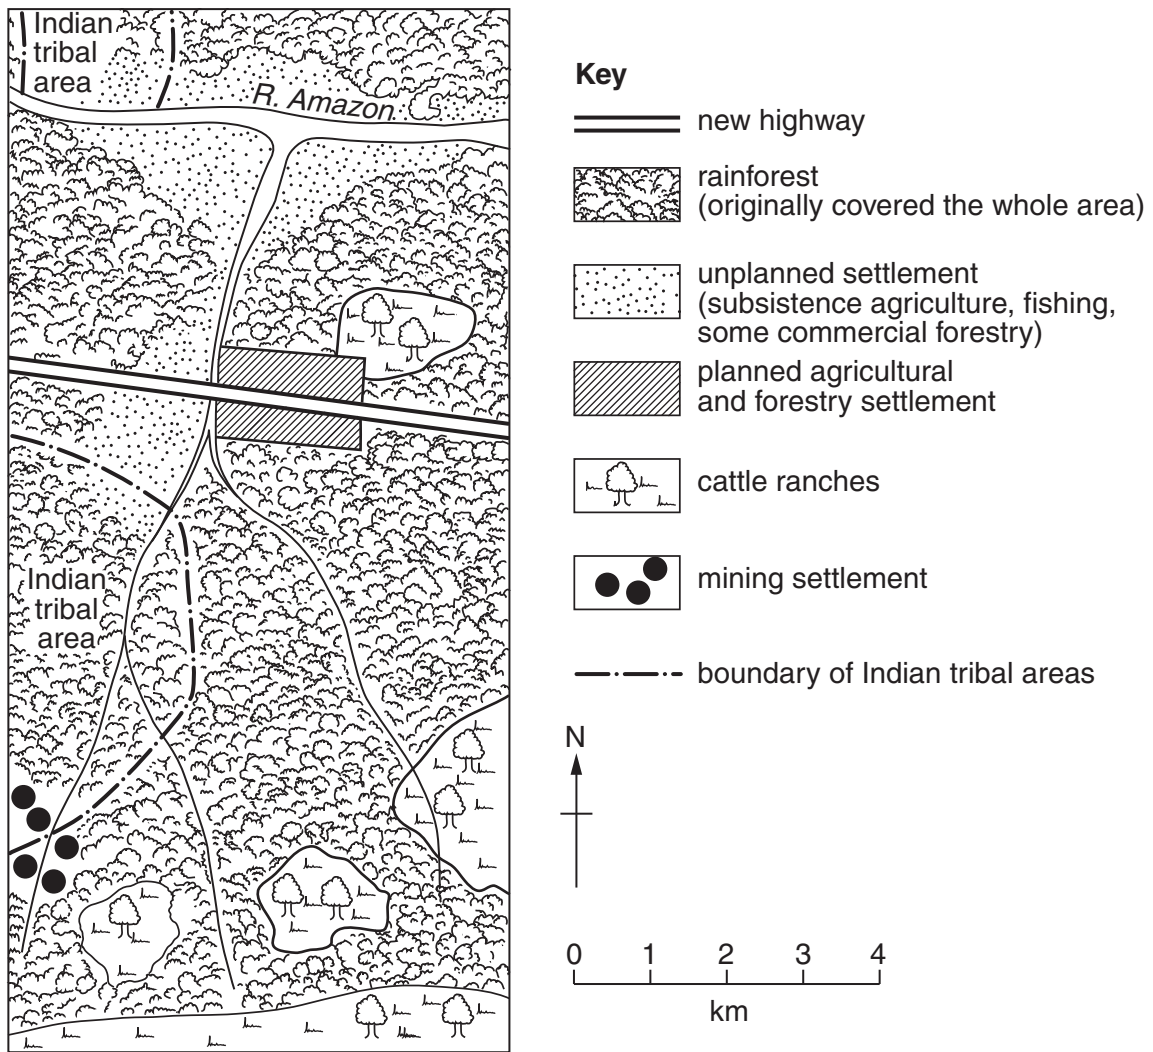 Indian
tribal
area
R. Amazon
Indian
tribal
area
Key
new highway
rainforest
(originally covered the whole area)
unplanned settlement
(subsistence agriculture, fishing,
some commercial forestry)
planned agricultural
and forestry settlement
cattle ranches
mining settlement
boundary of Indian tribal areas
N
0 1 2 3 4
km